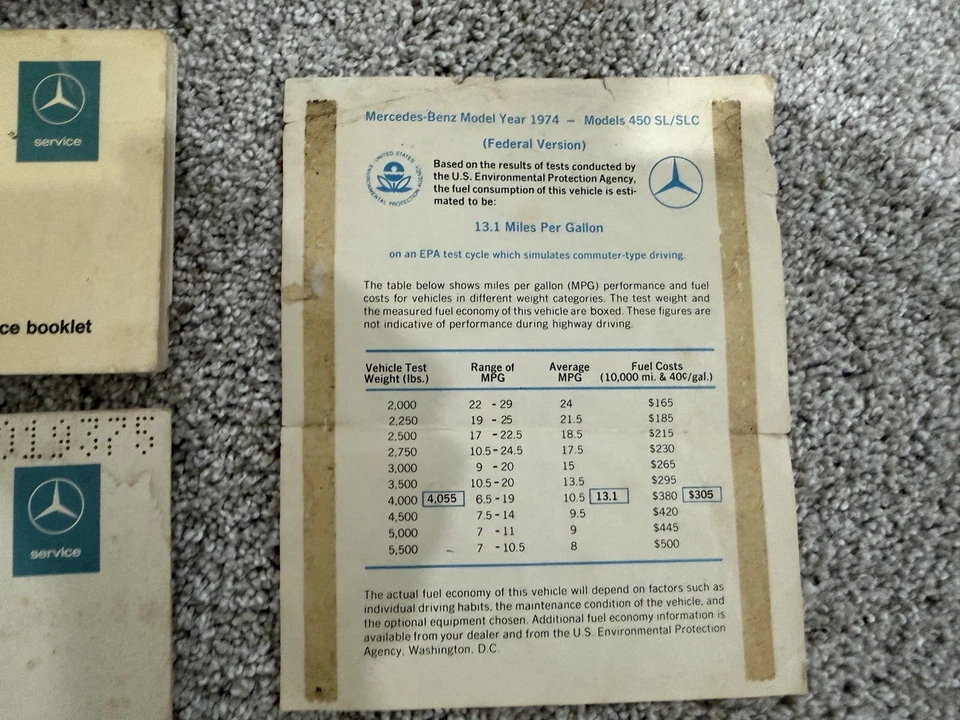 service
ce booklet
019375
service
Mercedes-Benz Model Year 1974 – Models 450 SL/SLC
(Federal Version)
UNITED STATES
ENVIRONMENTAL PROTECTION
Based on the results of tests conducted by
the U.S. Environmental Protection Agency,
the fuel consumption of this vehicle is esti-
mated to be:
13.1 Miles Per Gallon
on an EPA test cycle which simulates commuter-type driving.
The table below shows miles per gallon (MPG) performance and fuel
costs for vehicles in different weight categories. The test weight and
the measured fuel economy of this vehicle are boxed. These figures are
not indicative of performance during highway driving.
Vehicle Test Range of Average Fuel Costs
Weight (lbs.) MPG MPG (10,000 mi. & 40¢/gal.)
2,000 22 - 29 24 $165
2,250 19 - 25 21.5 $185
2,500 17 - 22.5 18.5 $215
2,750 10.5 - 24.5 17.5 $230
3,000 9 - 20 15 $265
3,500 10.5 - 20 13.5 $295
4,000 4,055 6.5 - 19 10.5 13.1 $380 $305
4,500 7.5 - 14 9.5 $420
5,000 7 - 11 9 $445
5,500 7 - 10.5 8 $500
The actual fuel economy of this vehicle will depend on factors such as
individual driving habits, the maintenance condition of the vehicle, and
the optional equipment chosen. Additional fuel economy information is
available from your dealer and from the U.S. Environmental Protection
Agency, Washington, D.C.